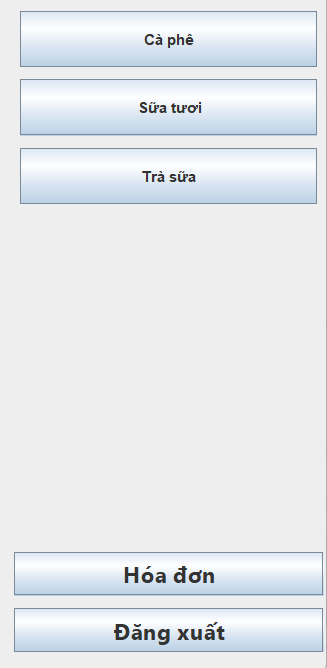 Cà phê
Sữa tươi
Trà sữa
Hóa đơn
Đăng xuất